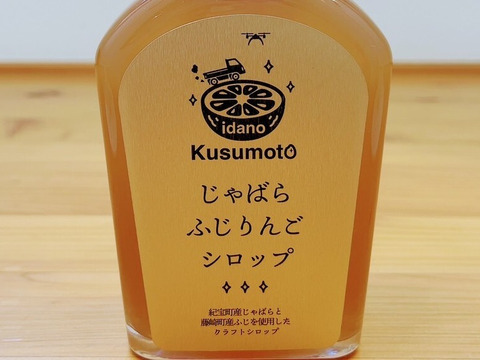 idano
Kusumoto
じゃばら
ふじりんご
シロップ
紀宝町産じゃばらと
藤崎町産ふじを使用した
クラフトシロップ